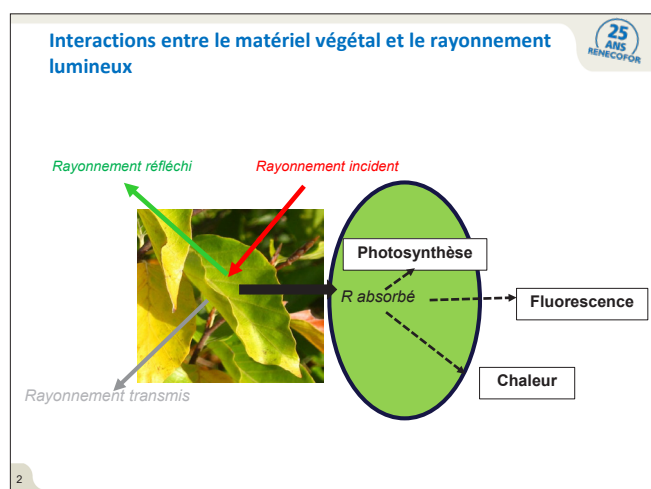 Interactions entre le matériel végétal et le rayonnement
lumineux
25
ANS
RENECOFOR
Rayonnement réfléchi
Rayonnement incident
Photosynthèse
R absorbé
Fluorescence
Chaleur
Rayonnement transmis
2